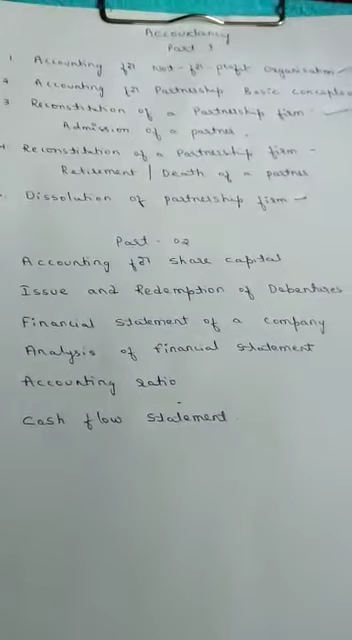 Accountancy
Part 1
1 Accounting for Not-for-profit organisation
2 Accounting for Partnership Basic concepts
3 Reconstitution of a Partnership firm
Admission of a partner.
4 Reconstitution of a Partnership firm -
Retirement / Death of a partner
Dissolution of partnership firm -
Part - 02
Accounting for share capital
Issue and Redemption of Debentures
Financial statement of a company
Analysis of financial statement
Accounting ratio
Cash flow statement